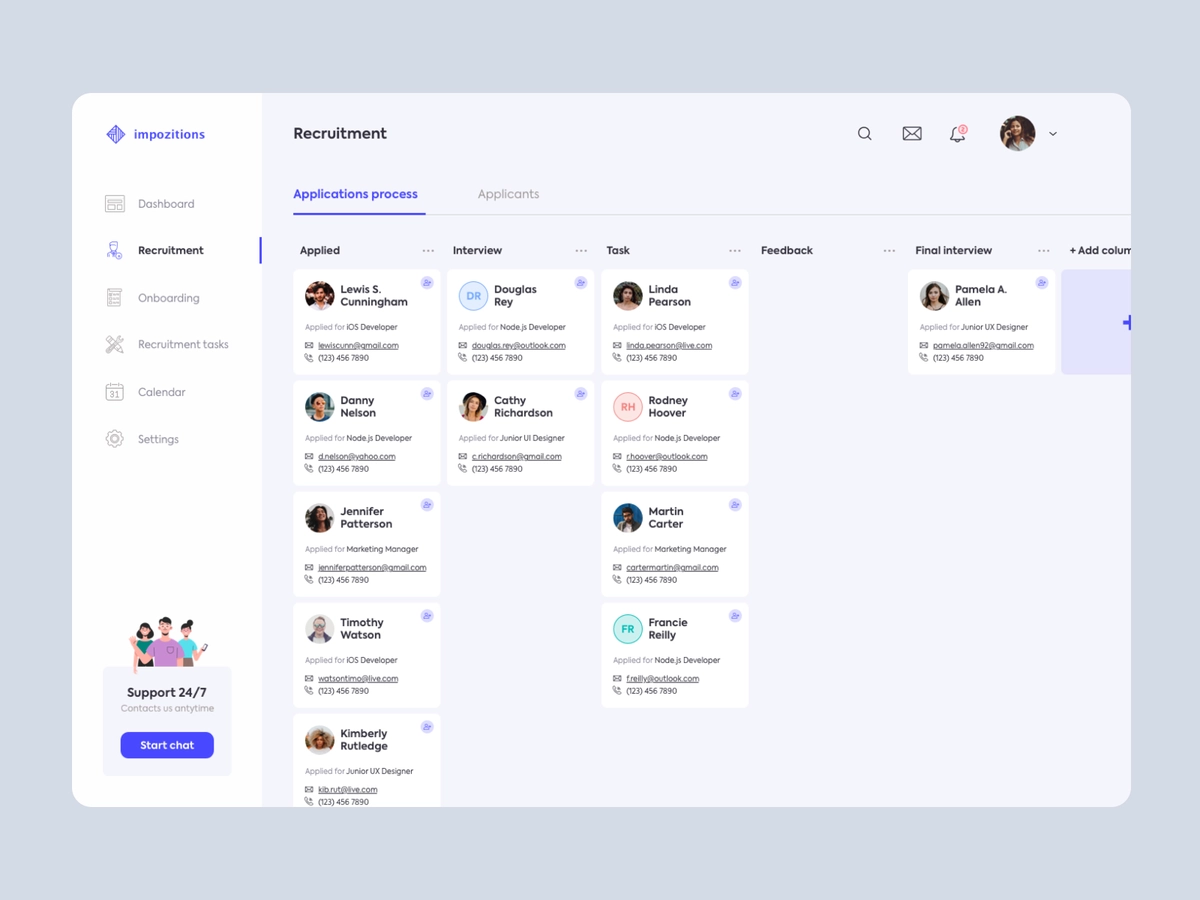 impozitions
Dashboard
Recruitment
Onboarding
Recruitment tasks
31
Calendar
Settings
Support 24/7
Contacts us antytime
Start chat
Recruitment
Applications process
Applicants
Applied
Lewis S.
Cunningham
Applied for iOS Developer
lewiscunn@gmail.com
(123) 456 7890
Danny
Nelson
Applied for Node.js Developer
d.nelson@yahoo.com
(123) 456 7890
Jennifer
Patterson
Applied for Marketing Manager
jenniferpatterson@gmail.com
(123) 456 7890
Timothy
Watson
Applied for iOS Developer
watsontimo@live.com
(123) 456 7890
Kimberly
Rutledge
Applied for Junior UX Designer
kib.rut@live.com
(123) 456 7890
Interview
DR
Douglas
Rey
Applied for Node.js Developer
douglas.rey@outlook.com
(123) 456 7890
Cathy
Richardson
Applied for Junior UI Designer
c.richardson@gmail.com
(123) 456 7890
Task
Linda
Pearson
Applied for iOS Developer
linda.pearson@live.com
(123) 456 7890
RH
Rodney
Hoover
Applied for Node.js Developer
r.hoover@outlook.com
(123) 456 7890
Martin
Carter
Applied for Marketing Manager
cartermartin@gmail.com
(123) 456 7890
FR
Francie
Reilly
Applied for Node.js Developer
f.reilly@outlook.com
(123) 456 7890
Feedback
Final interview
Pamela A.
Allen
Applied for Junior UX Designer
pamela.allen92@gmail.com
(123) 456 7890
+ Add colum